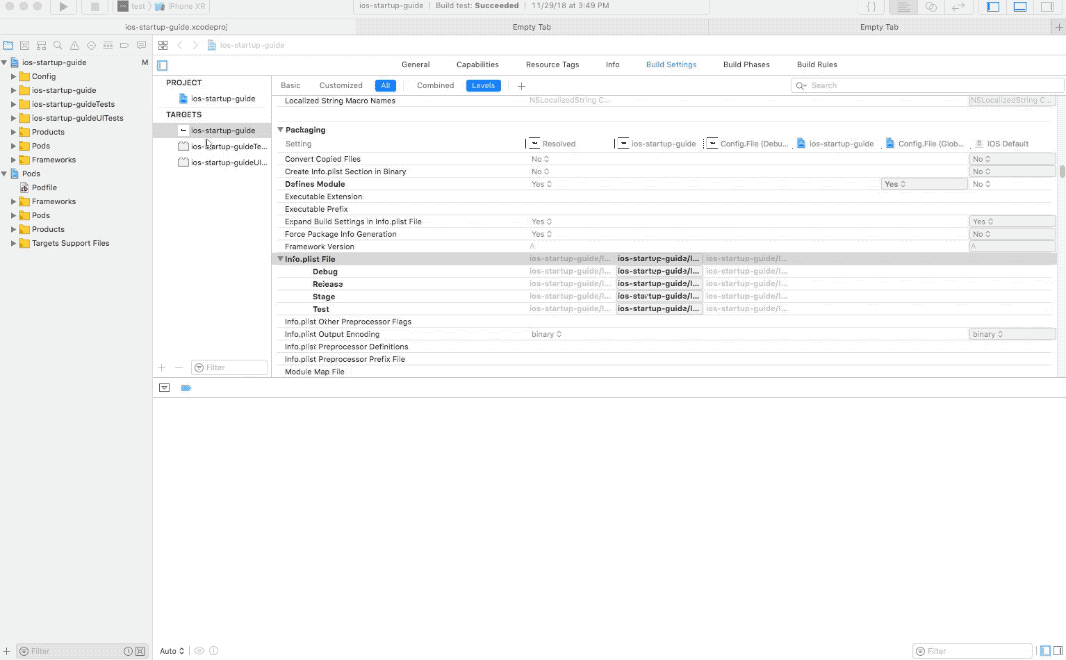 test
iPhone XR
ios-startup-guide | Build test: Succeeded | 11/29/18 at 3:49 PM
ios-startup-guide.xcodeproj
Empty Tab
Empty Tab
+
ios-startup-guide
ios-startup-guide M
Config
ios-startup-guide
ios-startup-guideTests
ios-startup-guideUITests
Products
Pods
Frameworks
Pods
Podfile
Frameworks
Pods
Products
Targets Support Files
General Capabilities Resource Tags Info Build Settings Build Phases Build Rules
PROJECT
ios-startup-guide
TARGETS
ios-startup-guide
ios-startup-guideTe...
ios-startup-guideUI...
Basic Customized All Combined Levels + Search
Localized String Macro Names NSLocalizedString C... NSLocalizedString C...
Packaging
Setting Resolved ios-startup-guide Config.File (Debu... ios-startup-guide Config.File (Glob... iOS Default
Convert Copied Files No No
Create Info.plist Section in Binary No No
Defines Module Yes Yes No
Executable Extension
Executable Prefix
Expand Build Settings in Info.plist File Yes Yes
Force Package Info Generation Yes No
Framework Version A A
Info.plist File ios-startup-guide/I... ios-startup-guide/I... ios-startup-guide/I...
Debug ios-startup-guide/I... ios-startup-guide/I... ios-startup-guide/I...
Release ios-startup-guide/I... ios-startup-guide/I... ios-startup-guide/I...
Stage ios-startup-guide/I... ios-startup-guide/I... ios-startup-guide/I...
Test ios-startup-guide/I... ios-startup-guide/I... ios-startup-guide/I...
Info.plist Other Preprocessor Flags
Info.plist Output Encoding binary binary
Info.plist Preprocessor Definitions
Info.plist Preprocessor Prefix File
Module Map File
+ − Filter
+ Filter
Auto
Filter